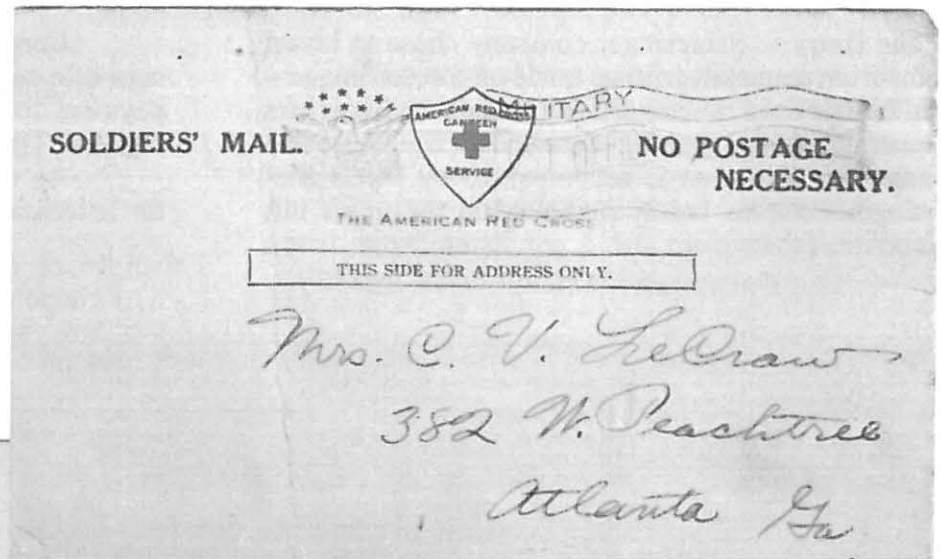 MILITARY
SOLDIERS' MAIL.
AMERICAN RED CROSS
CANTEEN
SERVICE
NO POSTAGE
NECESSARY.
THE AMERICAN RED CROSS
THIS SIDE FOR ADDRESS ONLY.
Mrs. C. V. LeCraw
382 W. Peachtree
Atlanta Ga